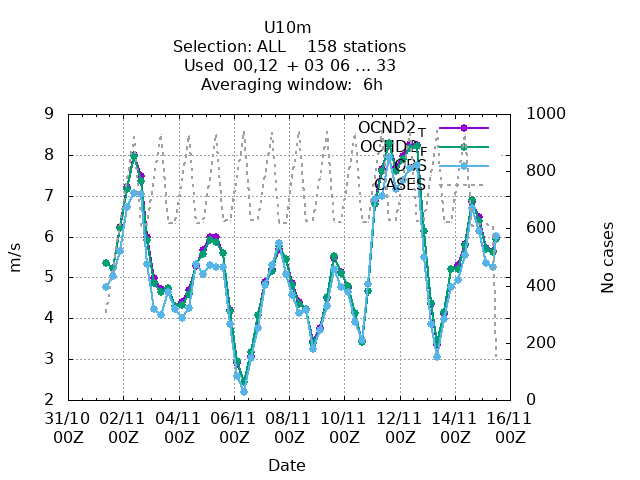 U10m
Selection: ALL 158 stations
Used 00,12 + 03 06 ... 33
Averaging window: 6h
9
8
7
6
5
4
3
2
m/s
1000
800
600
400
200
0
No cases
OCND2 T
OCND2 F
OBS
CASES
31/10 02/11 04/11 06/11 08/11 10/11 12/11 14/11 16/11
00Z 00Z 00Z 00Z 00Z 00Z 00Z 00Z 00Z
Date